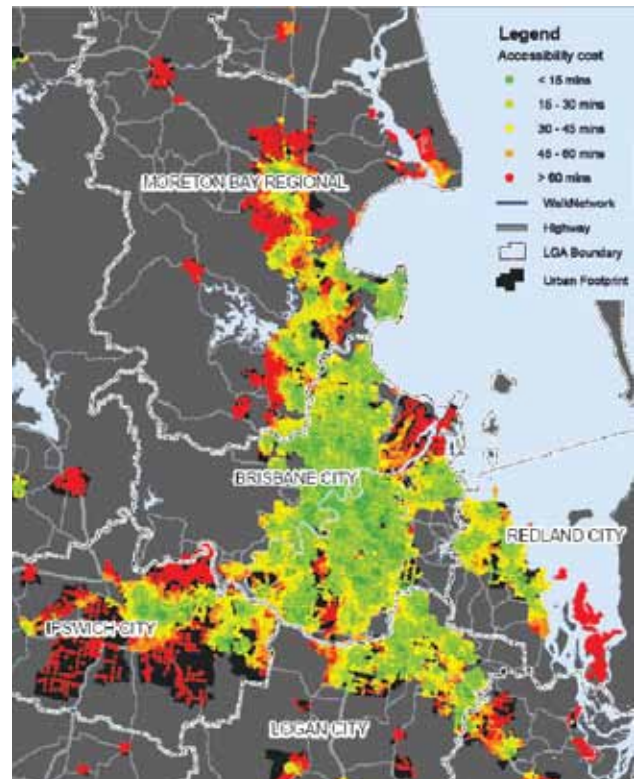 Legend
Accessibility cost
< 15 mins
15 - 30 mins
30 - 45 mins
45 - 60 mins
> 60 mins
WalkNetwork
Highway
LGA Boundary
Urban Footprint
MORETON BAY REGIONAL
BRISBANE CITY
REDLAND CITY
IPSWICH CITY
LOGAN CITY